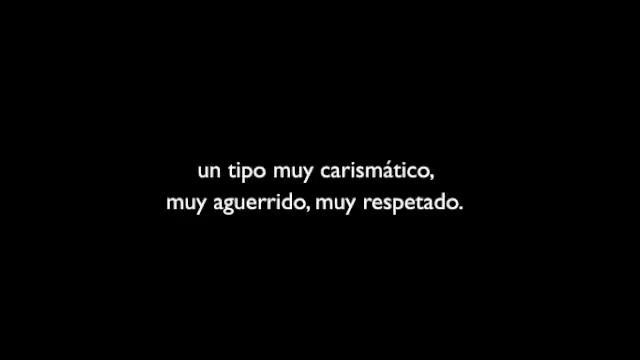 un tipo muy carismático,
muy aguerrido, muy respetado.